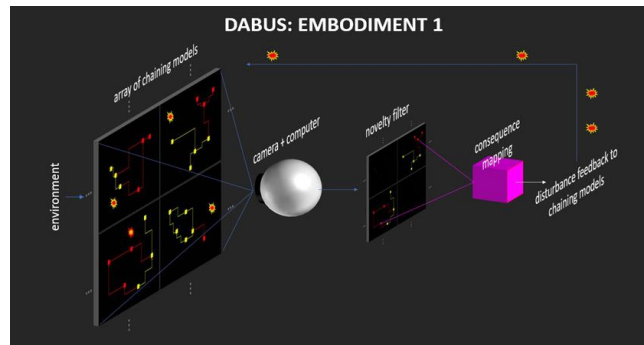 DABUS: EMBODIMENT 1
array of chaining models
camera + computer
novelty filter
consequence
mapping
environment
disturbance feedback to
chaining models